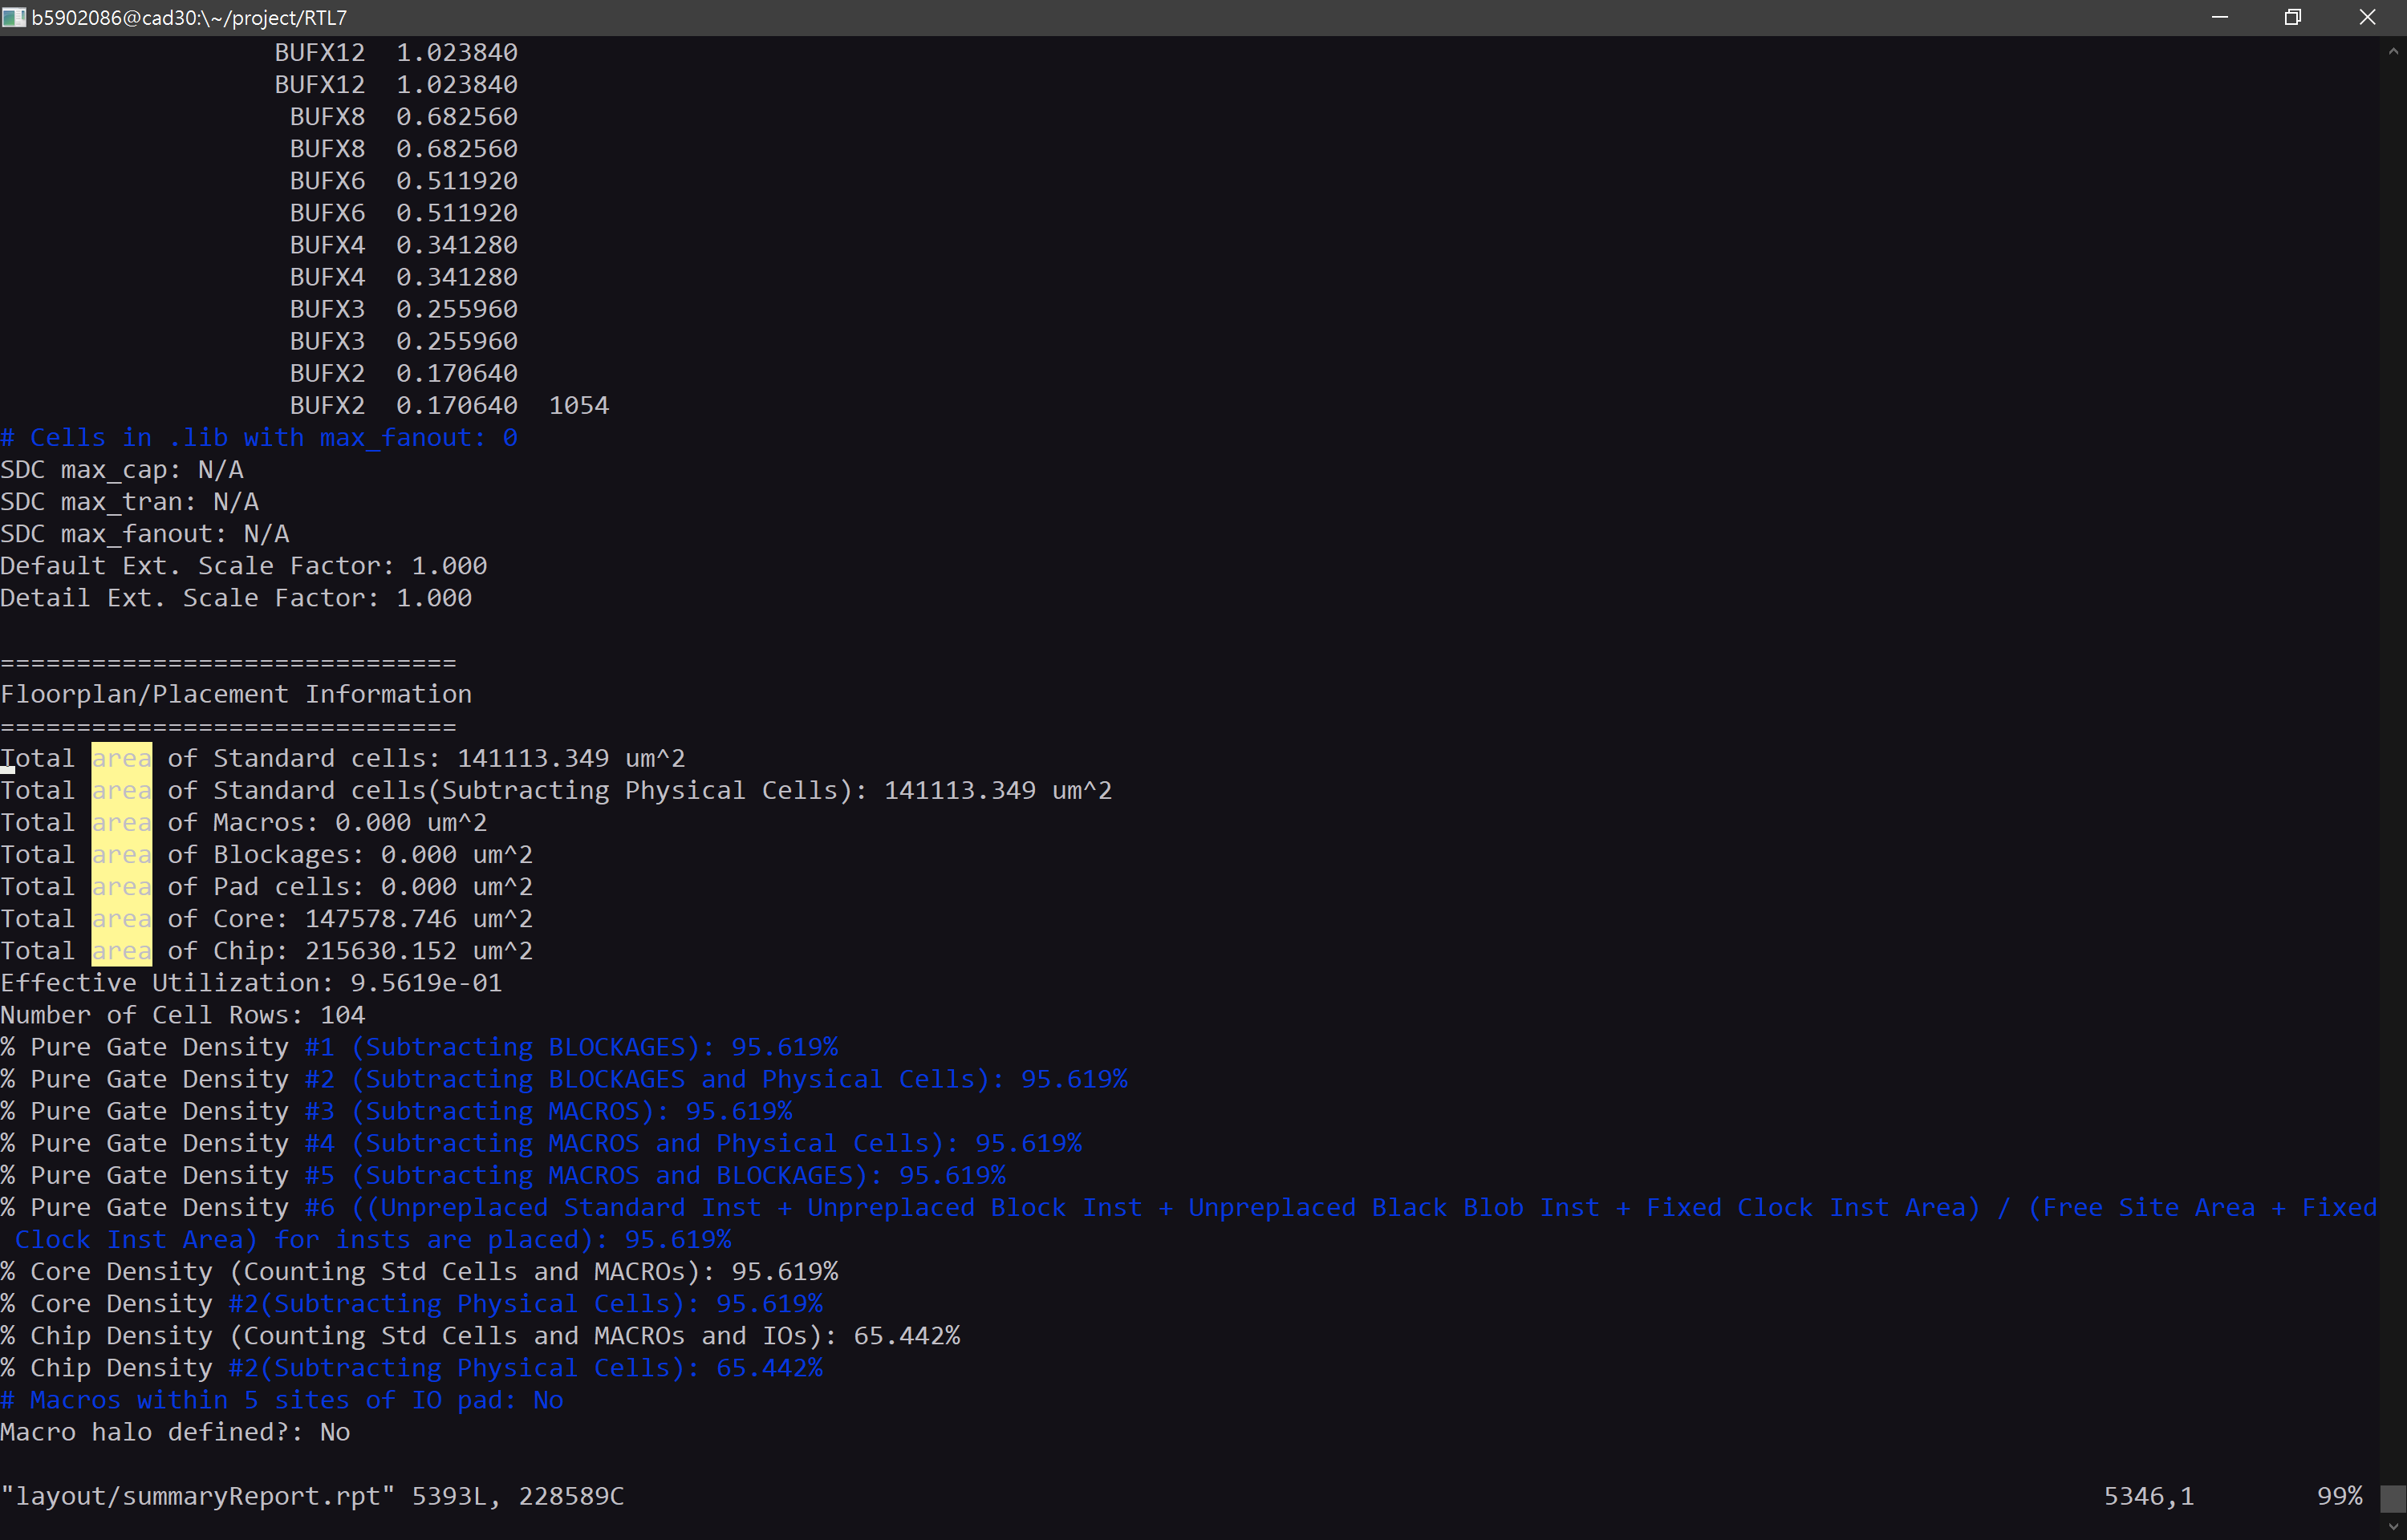 b5902086@cad30:\~/project/RTL7
BUFX12 1.023840
BUFX12 1.023840
BUFX8 0.682560
BUFX8 0.682560
BUFX6 0.511920
BUFX6 0.511920
BUFX4 0.341280
BUFX4 0.341280
BUFX3 0.255960
BUFX3 0.255960
BUFX2 0.170640
BUFX2 0.170640 1054
# Cells in .lib with max_fanout: 0
SDC max_cap: N/A
SDC max_tran: N/A
SDC max_fanout: N/A
Default Ext. Scale Factor: 1.000
Detail Ext. Scale Factor: 1.000
==============================
Floorplan/Placement Information
==============================
Total area of Standard cells: 141113.349 um^2
Total area of Standard cells(Subtracting Physical Cells): 141113.349 um^2
Total area of Macros: 0.000 um^2
Total area of Blockages: 0.000 um^2
Total area of Pad cells: 0.000 um^2
Total area of Core: 147578.746 um^2
Total area of Chip: 215630.152 um^2
Effective Utilization: 9.5619e-01
Number of Cell Rows: 104
% Pure Gate Density #1 (Subtracting BLOCKAGES): 95.619%
% Pure Gate Density #2 (Subtracting BLOCKAGES and Physical Cells): 95.619%
% Pure Gate Density #3 (Subtracting MACROS): 95.619%
% Pure Gate Density #4 (Subtracting MACROS and Physical Cells): 95.619%
% Pure Gate Density #5 (Subtracting MACROS and BLOCKAGES): 95.619%
% Pure Gate Density #6 ((Unpreplaced Standard Inst + Unpreplaced Block Inst + Unpreplaced Black Blob Inst + Fixed Clock Inst Area) / (Free Site Area + Fixed
Clock Inst Area) for insts are placed): 95.619%
% Core Density (Counting Std Cells and MACROs): 95.619%
% Core Density #2(Subtracting Physical Cells): 95.619%
% Chip Density (Counting Std Cells and MACROs and IOs): 65.442%
% Chip Density #2(Subtracting Physical Cells): 65.442%
# Macros within 5 sites of IO pad: No
Macro halo defined?: No
"layout/summaryReport.rpt" 5393L, 228589C 5346,1 99%